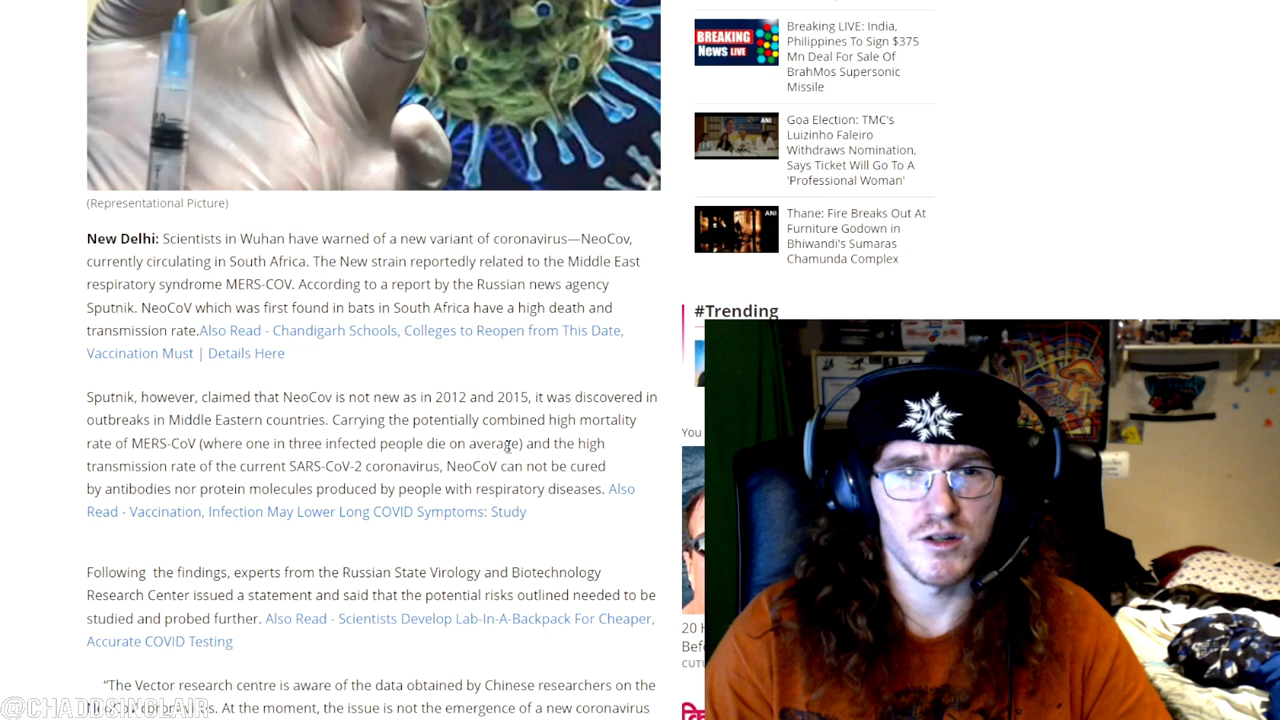 (Representational Picture)
New Delhi: Scientists in Wuhan have warned of a new variant of coronavirus—NeoCov,
currently circulating in South Africa. The New strain reportedly related to the Middle East
respiratory syndrome MERS-COV. According to a report by the Russian news agency
Sputnik. NeoCoV which was first found in bats in South Africa have a high death and
transmission rate.Also Read - Chandigarh Schools, Colleges to Reopen from This Date,
Vaccination Must | Details Here
Sputnik, however, claimed that NeoCov is not new as in 2012 and 2015, it was discovered in
outbreaks in Middle Eastern countries. Carrying the potentially combined high mortality
rate of MERS-CoV (where one in three infected people die on average) and the high
transmission rate of the current SARS-CoV-2 coronavirus, NeoCoV can not be cured
by antibodies nor protein molecules produced by people with respiratory diseases. Also
Read - Vaccination, Infection May Lower Long COVID Symptoms: Study
Following the findings, experts from the Russian State Virology and Biotechnology
Research Center issued a statement and said that the potential risks outlined needed to be
studied and probed further. Also Read - Scientists Develop Lab-In-A-Backpack For Cheaper,
Accurate COVID Testing
“The Vector research centre is aware of the data obtained by Chinese researchers on the
At the moment, the issue is not the emergence of a new coronavirus
@CHADDSINCLAIR
BREAKING
News LIVE
Breaking LIVE: India,
Philippines To Sign $375
Mn Deal For Sale Of
BrahMos Supersonic
Missile
ANI
Goa Election: TMC's
Luizinho Faleiro
Withdraws Nomination,
Says Ticket Will Go To A
'Professional Woman'
ANI
Thane: Fire Breaks Out At
Furniture Godown in
Bhiwandi's Sumaras
Chamunda Complex
#Trending
You
20